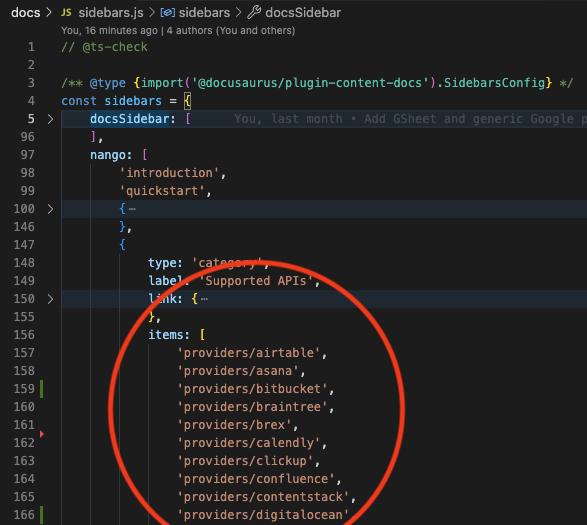 docs > JS sidebars.js > sidebars > docsSidebar
You, 16 minutes ago | 4 authors (You and others)
1 // @ts-check
2
3 /** @type {import('@docusaurus/plugin-content-docs').SidebarsConfig} */
4 const sidebars = {
5 docsSidebar: [ You, last month • Add GSheet and generic Google p
96 ],
97 nango: [
98 'introduction',
99 'quickstart',
100 {⋯
146 },
147 {
148 type: 'category',
149 label: 'Supported APIs',
150 link: {⋯
155 },
156 items: [
157 'providers/airtable',
158 'providers/asana',
159 'providers/bitbucket',
160 'providers/braintree',
161 'providers/brex',
162 'providers/calendly',
163 'providers/clickup',
164 'providers/confluence',
165 'providers/contentstack',
166 'providers/digitalocean'